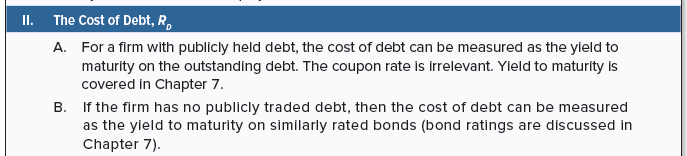 II. The Cost of Debt, R_D
A. For a firm with publicly held debt, the cost of debt can be measured as the yield to
maturity on the outstanding debt. The coupon rate is irrelevant. Yield to maturity is
covered in Chapter 7.
B. If the firm has no publicly traded debt, then the cost of debt can be measured
as the yield to maturity on similarly rated bonds (bond ratings are discussed in
Chapter 7).